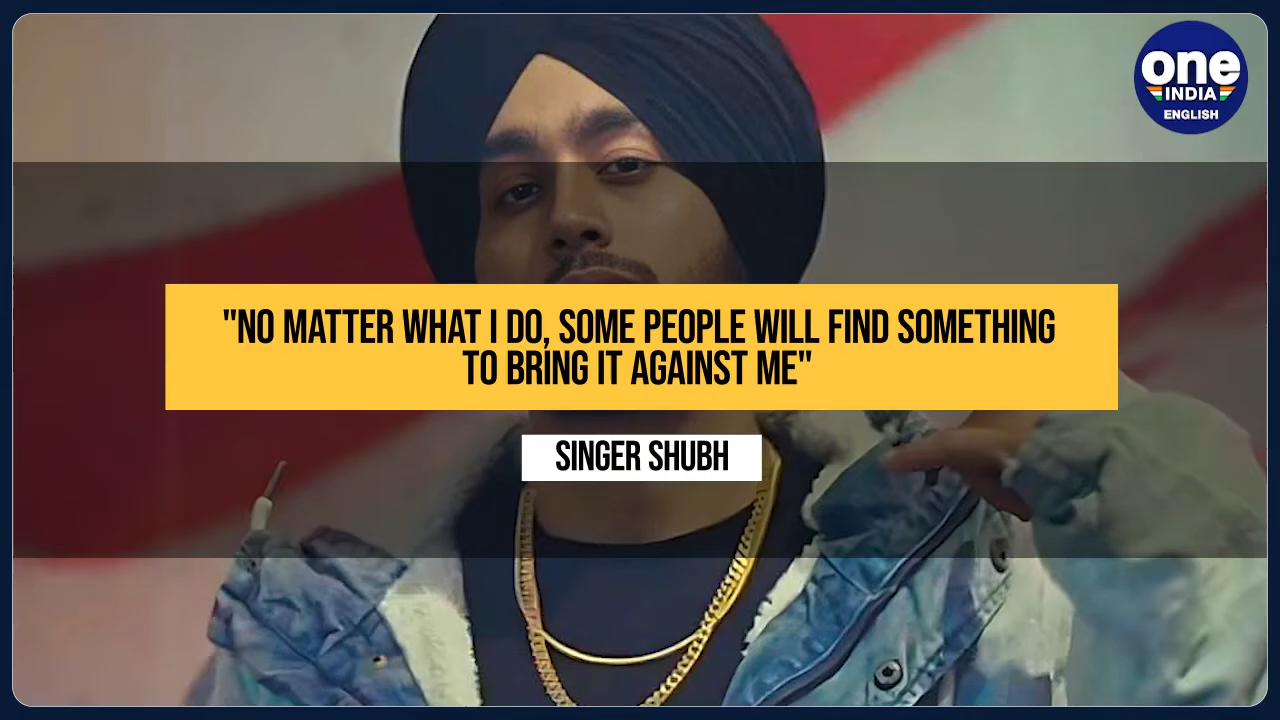 one
INDIA
ENGLISH
"NO MATTER WHAT I DO, SOME PEOPLE WILL FIND SOMETHING
TO BRING IT AGAINST ME"
SINGER SHUBH